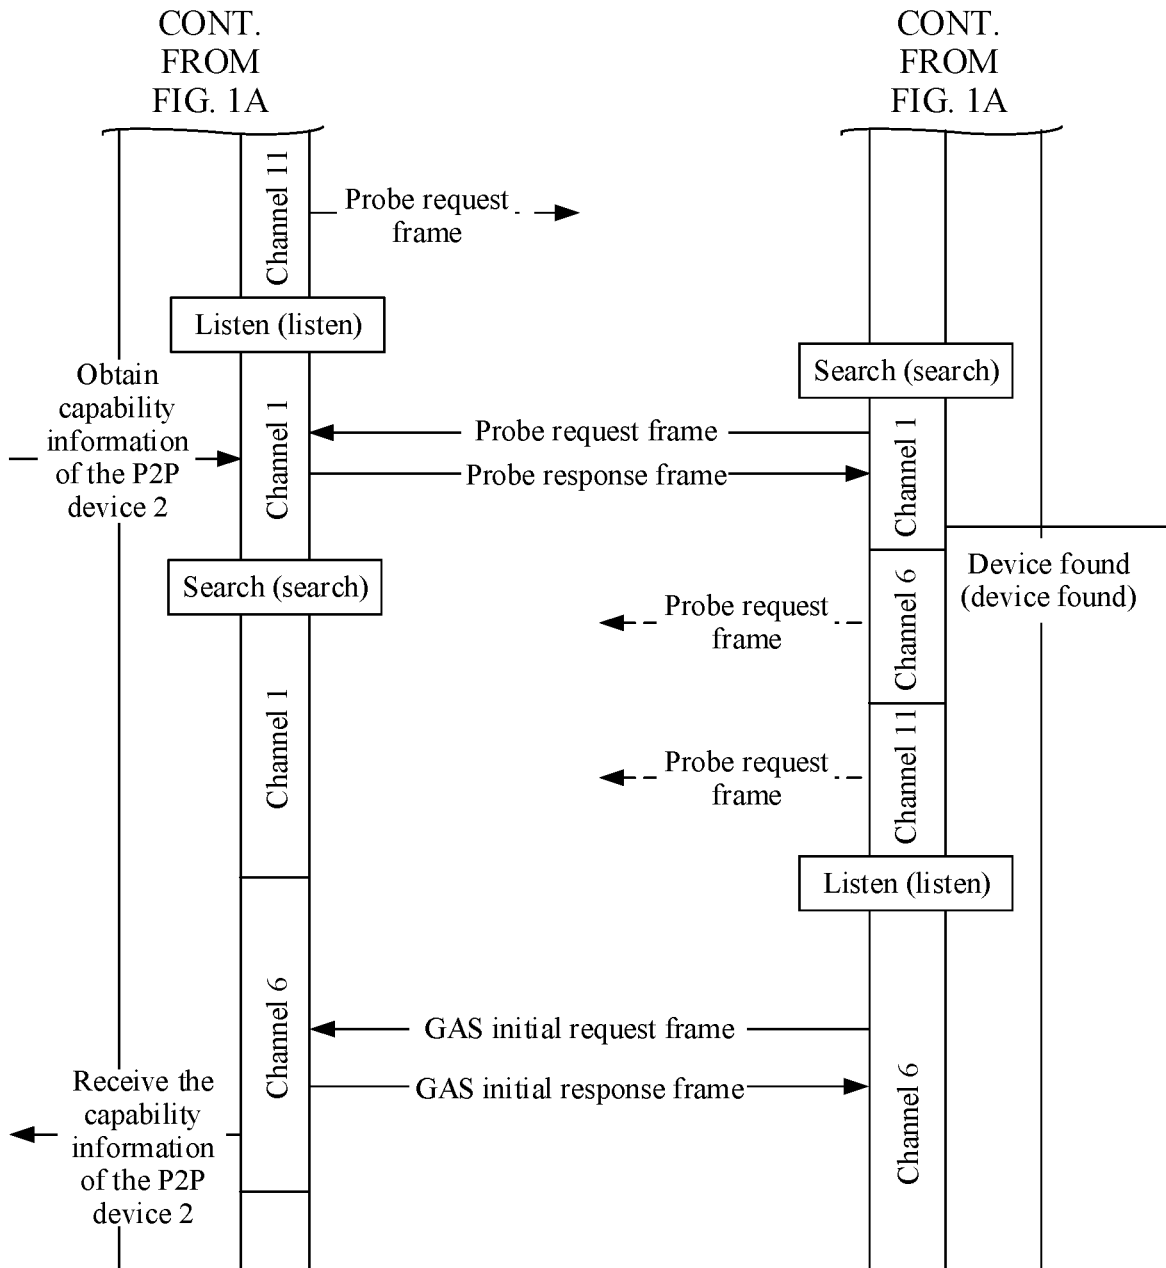 CONT.
FROM
FIG. 1A
CONT.
FROM
FIG. 1A
Channel 11
Probe request
frame
Listen (listen)
Search (search)
Obtain
capability
information
of the P2P
device 2
Channel 1
Probe request frame
Probe response frame
Channel 1
Device found
(device found)
Search (search)
Channel 6
Probe request
frame
Channel 1
Channel 11
Probe request
frame
Listen (listen)
Channel 6
GAS initial request frame
GAS initial response frame
Channel 6
Receive the
capability
information
of the P2P
device 2